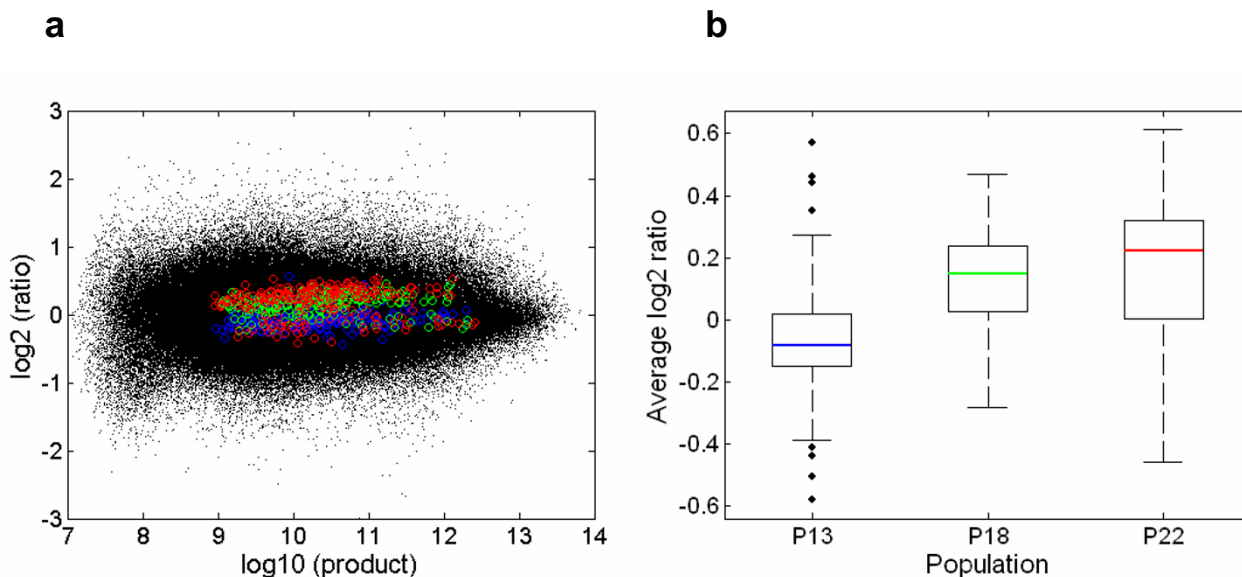 a
3
2
1
0
-1
-2
-3
log2 (ratio)
7 8 9 10 11 12 13 14
log10 (product)
b
0.6
0.4
0.2
0
-0.2
-0.4
-0.6
Average log2 ratio
P13 P18 P22
Population